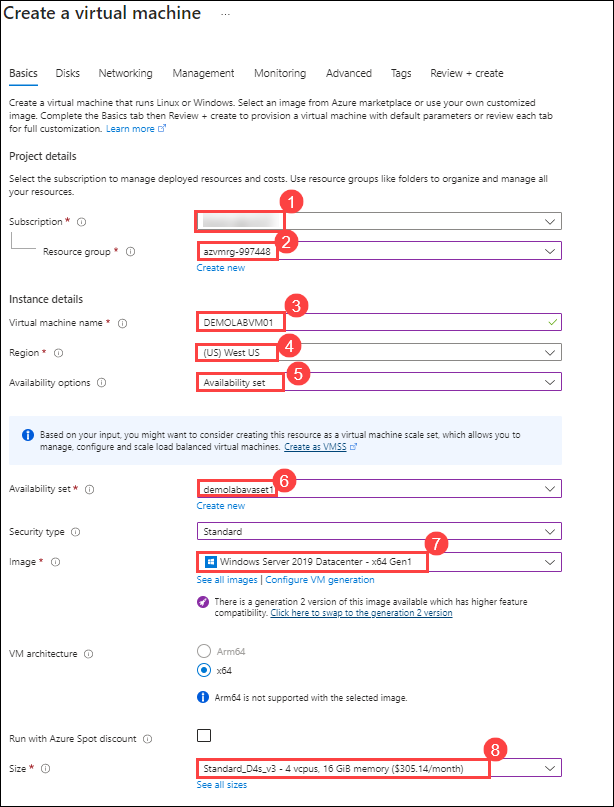 Create a virtual machine ...
Basics Disks Networking Management Monitoring Advanced Tags Review + create
Create a virtual machine that runs Linux or Windows. Select an image from Azure marketplace or use your own customized
image. Complete the Basics tab then Review + create to provision a virtual machine with default parameters or review each tab
for full customization. Learn more
Project details
Select the subscription to manage deployed resources and costs. Use resource groups like folders to organize and manage all
your resources.
1
Subscription *
2
Resource group * azvmrg-997448
Create new
Instance details
3
Virtual machine name * DEMOLABVM01
4
Region * (US) West US
5
Availability options Availability set
Based on your input, you might want to consider creating this resource as a virtual machine scale set, which allows you to
manage, configure and scale load balanced virtual machines. Create as VMSS
6
Availability set * demolabavaset1
Create new
Security type Standard
7
Image * Windows Server 2019 Datacenter - x64 Gen1
See all images | Configure VM generation
There is a generation 2 version of this image available which has higher feature
compatibility. Click here to swap to the generation 2 version
VM architecture Arm64
x64
Arm64 is not supported with the selected image.
Run with Azure Spot discount
8
Size * Standard_D4s_v3 - 4 vcpus, 16 GiB memory ($305.14/month)
See all sizes